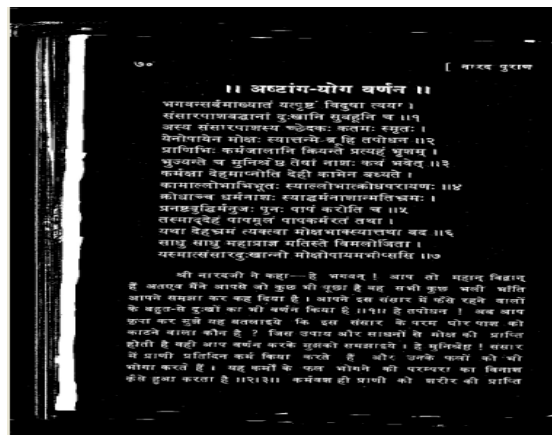 ७०
[ नारद पुराण
।। अष्टांग-योग वर्णन ।।
भगवन्सर्वमाख्यातं यत्पृष्टं विदुषा त्वया ।
संसारपाशबद्धानां दुःखानि सुबहूनि च ॥१
अस्य संसारपाशस्य च्छेदकः कतमः स्मृतः ।
येनोपायेन मोक्षः स्यात्तन्मे ब्रूहि तपोधन ॥२
प्राणिभिः कर्मजालानि क्रियन्ते प्रत्यहं भृशम् ।
भुज्यन्ते च मुनिश्रेष्ठ तेषां नाशः कथं भवेत् ॥३
कर्मणा देहमाप्नोति देही कामेन बध्यते ।
कामाल्लोभाभिभूतः स्याल्लोभात्क्रोधपरायणः ॥४
क्रोधाच्च धर्मनाशः स्याद्धर्मनाशान्मतिभ्रमः ।
प्रनष्टबुद्धिर्मनुजः पुनः पापं करोति च ॥५
तस्माद्देहं पापमूलं पापकर्मरतं तथा ।
यथा देहभ्रमं त्यक्त्वा मोक्षभाक्स्यात्तथा वद ॥६
साधु साधु महाप्राज्ञ मतिस्ते विमलोजिता ।
यस्मात्संसारदुःखान्नो मोक्षोपायमभीप्ससि ॥७
श्री नारदजी ने कहा—हे भगवन् ! आप तो महान् विद्वान्
हैं अतएव मैंने आपसे जो कुछ भी पूछा है वह सभी कुछ भली भाँति
आपने समझा कर कह दिया है । आपने इस संसार में फँसे रहने वालों
के बहुत-से दुःखों का भी वर्णन किया है ॥१॥ हे तपोधन ! अब आप
कृपा कर मुझे यह बतलाइये कि इस संसार के परम घोर पाश को
काटने वाला कौन है ? जिस उपाय और साधनों से मोक्ष की प्राप्ति
होती है वही आप वर्णन करके मुझको समझाइये । हे मुनिश्रेष्ठ ! संसार
में प्राणी प्रतिदिन कर्म किया करते हैं और उनके फलों को भी
भोगा करते हैं । यह कर्मों के फल भोगने की परम्परा का विनाश
कैसे हुआ करता है ॥२।३॥ कर्मवश ही प्राणी को शरीर की प्राप्ति